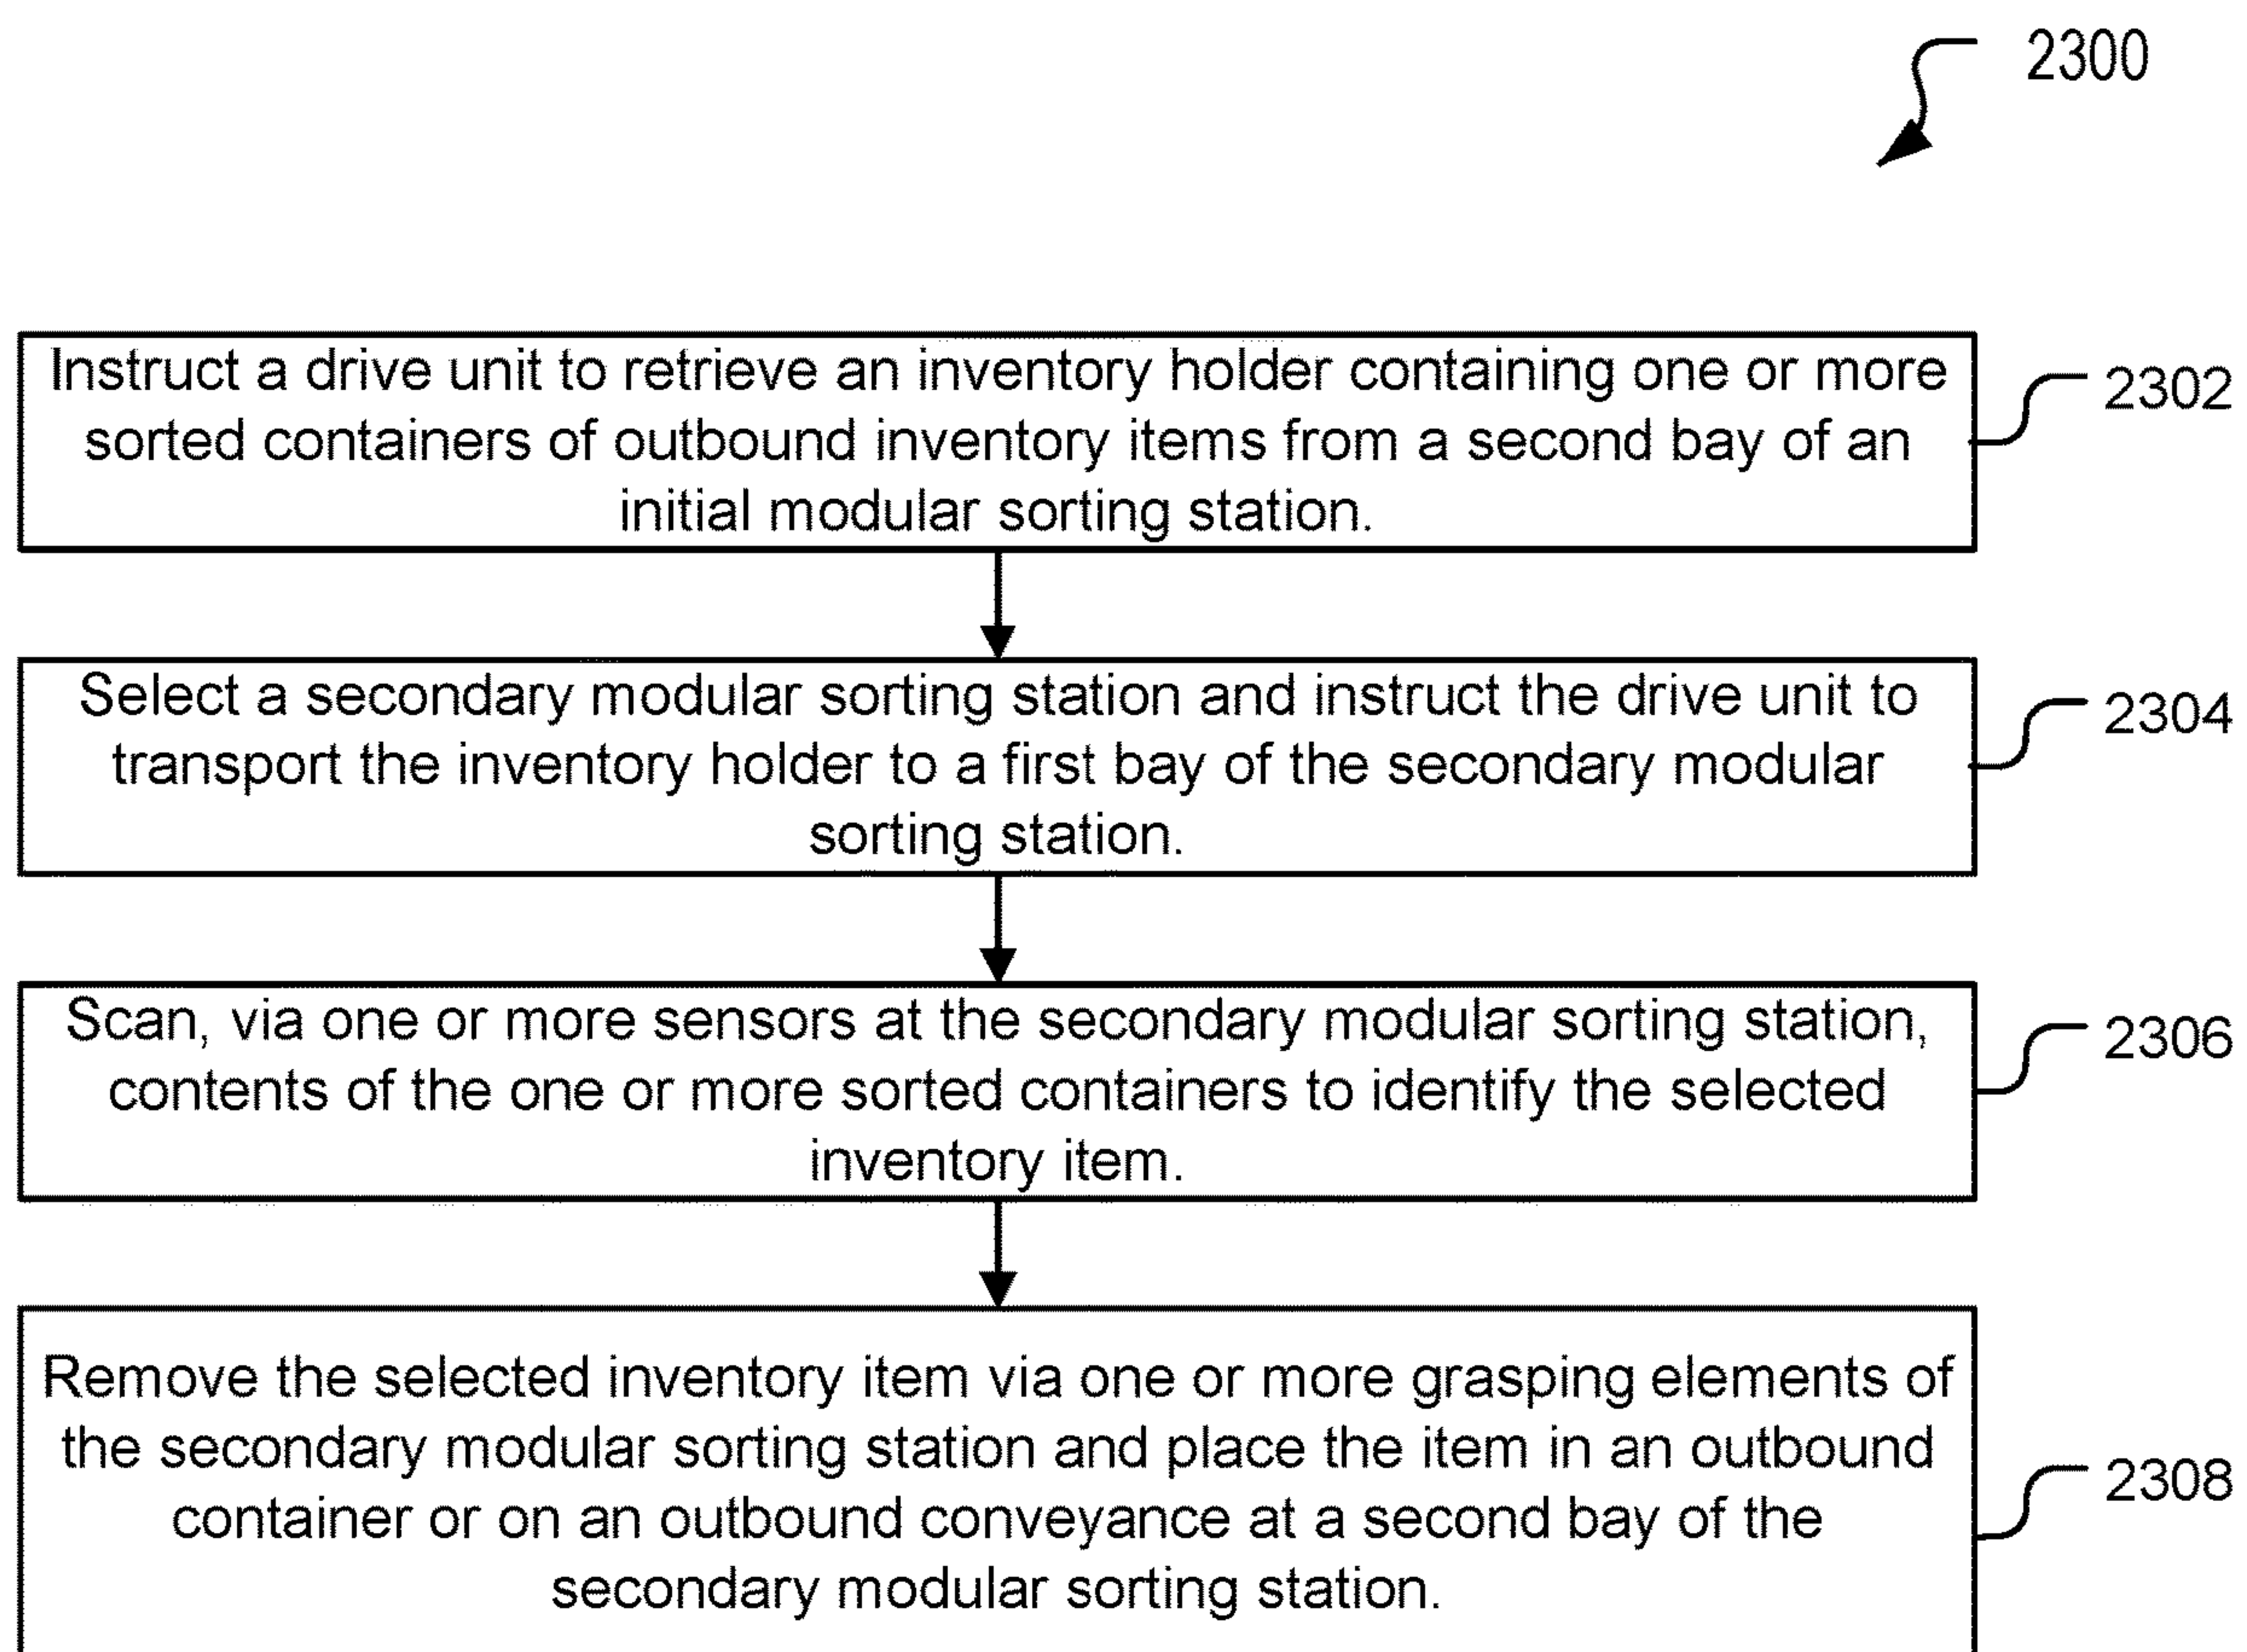 2300
Instruct a drive unit to retrieve an inventory holder containing one or more
sorted containers of outbound inventory items from a second bay of an
initial modular sorting station.
2302
Select a secondary modular sorting station and instruct the drive unit to
transport the inventory holder to a first bay of the secondary modular
sorting station.
2304
Scan, via one or more sensors at the secondary modular sorting station,
contents of the one or more sorted containers to identify the selected
inventory item.
2306
Remove the selected inventory item via one or more grasping elements of
the secondary modular sorting station and place the item in an outbound
container or on an outbound conveyance at a second bay of the
secondary modular sorting station.
2308